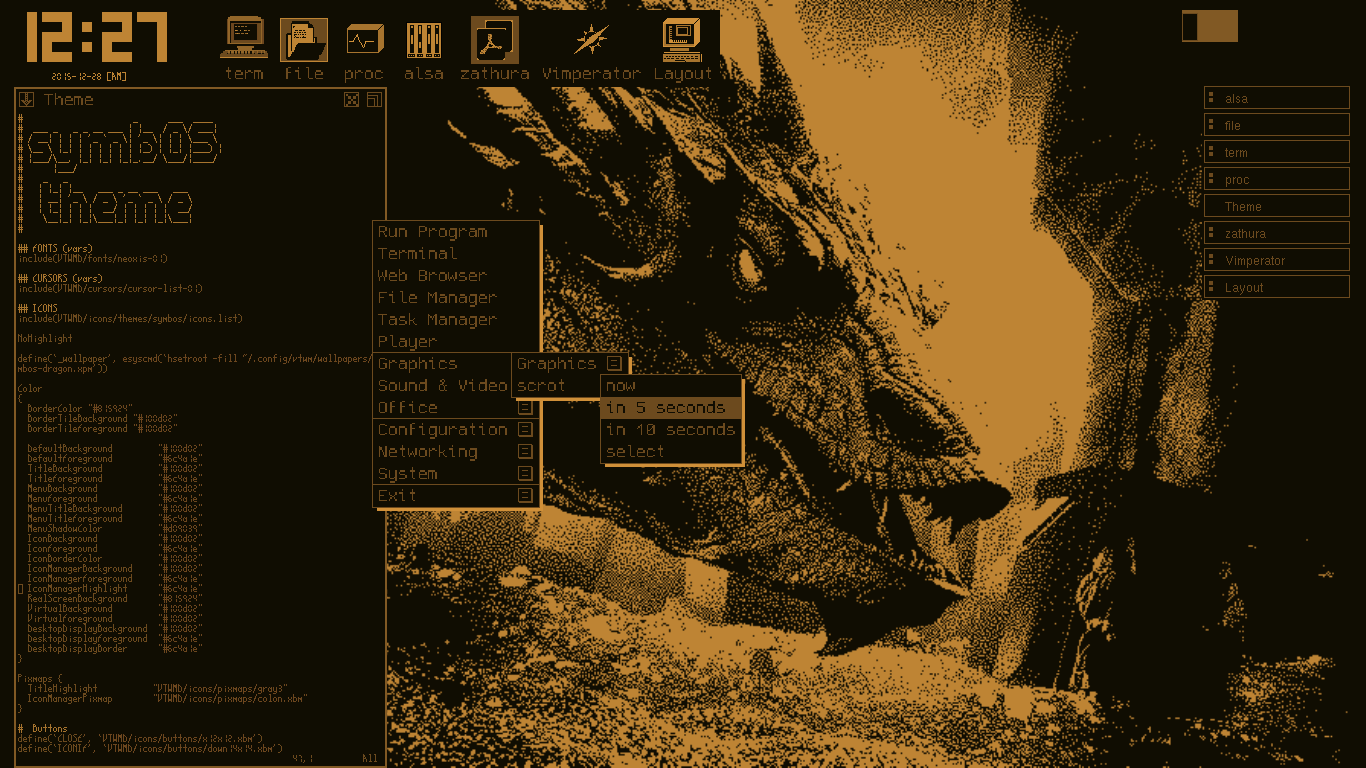 12:27
2015-12-28 [AM]
term
file
proc
alsa
zathura
Vimperator
Layout
Theme
# symbOS
# theme
## FONTS (vars)
include(VTWMD/fonts/neoxis-01)
## CURSORS (vars)
include(VTWMD/cursors/cursor-list-01)
## ICONS
include(VTWMD/icons/themes/symbos/icons.list)
NoHighlight
define(`_wallpaper', esyscmd(`hsetroot -fill ~/.config/vtwm/wallpapers/
mbos-dragon.xpm'))
Color
{
BorderColor "#815924"
BorderTileBackground "#100d02"
BorderTileforeground "#100d02"
DefaultBackground "#100d02"
Defaultforeground "#6c4a1e"
TitleBackground "#100d02"
Titleforeground "#6c4a1e"
MenuBackground "#100d02"
Menuforeground "#6c4a1e"
MenuTitleBackground "#100d02"
MenuTitleforeground "#6c4a1e"
MenuShadowColor
IconBackground "#100d02"
Iconforeground "#6c4a1e"
IconBorderColor "#100d02"
IconManagerBackground "#100d02"
IconManagerforeground "#6c4a1e"
IconManagerHighlight "#6c4a1e"
RealScreenBackground "#815924"
VirtualBackground "#100d02"
Virtualforeground "#100d02"
DesktopDisplayBackground "#100d02"
DesktopDisplayforeground "#6c4a1e"
DesktopDisplayBorder "#6c4a1e"
}
Pixmaps {
TitleHighlight "VTWMD/icons/pixmaps/gray3"
IconManagerPixmap "VTWMD/icons/pixmaps/colon.xbm"
}
# Buttons
define(`CLOSE', `VTWMD/icons/buttons/x12x12.xbm')
define(`ICONIf', `VTWMD/icons/buttons/down14x14.xbm')
All
Run Program
Terminal
Web Browser
File Manager
Task Manager
Player
Graphics
Sound & Video
Office
Configuration
Networking
System
Exit
Graphics
scrot
now
in 5 seconds
in 10 seconds
select
alsa
file
term
proc
Theme
zathura
Vimperator
Layout